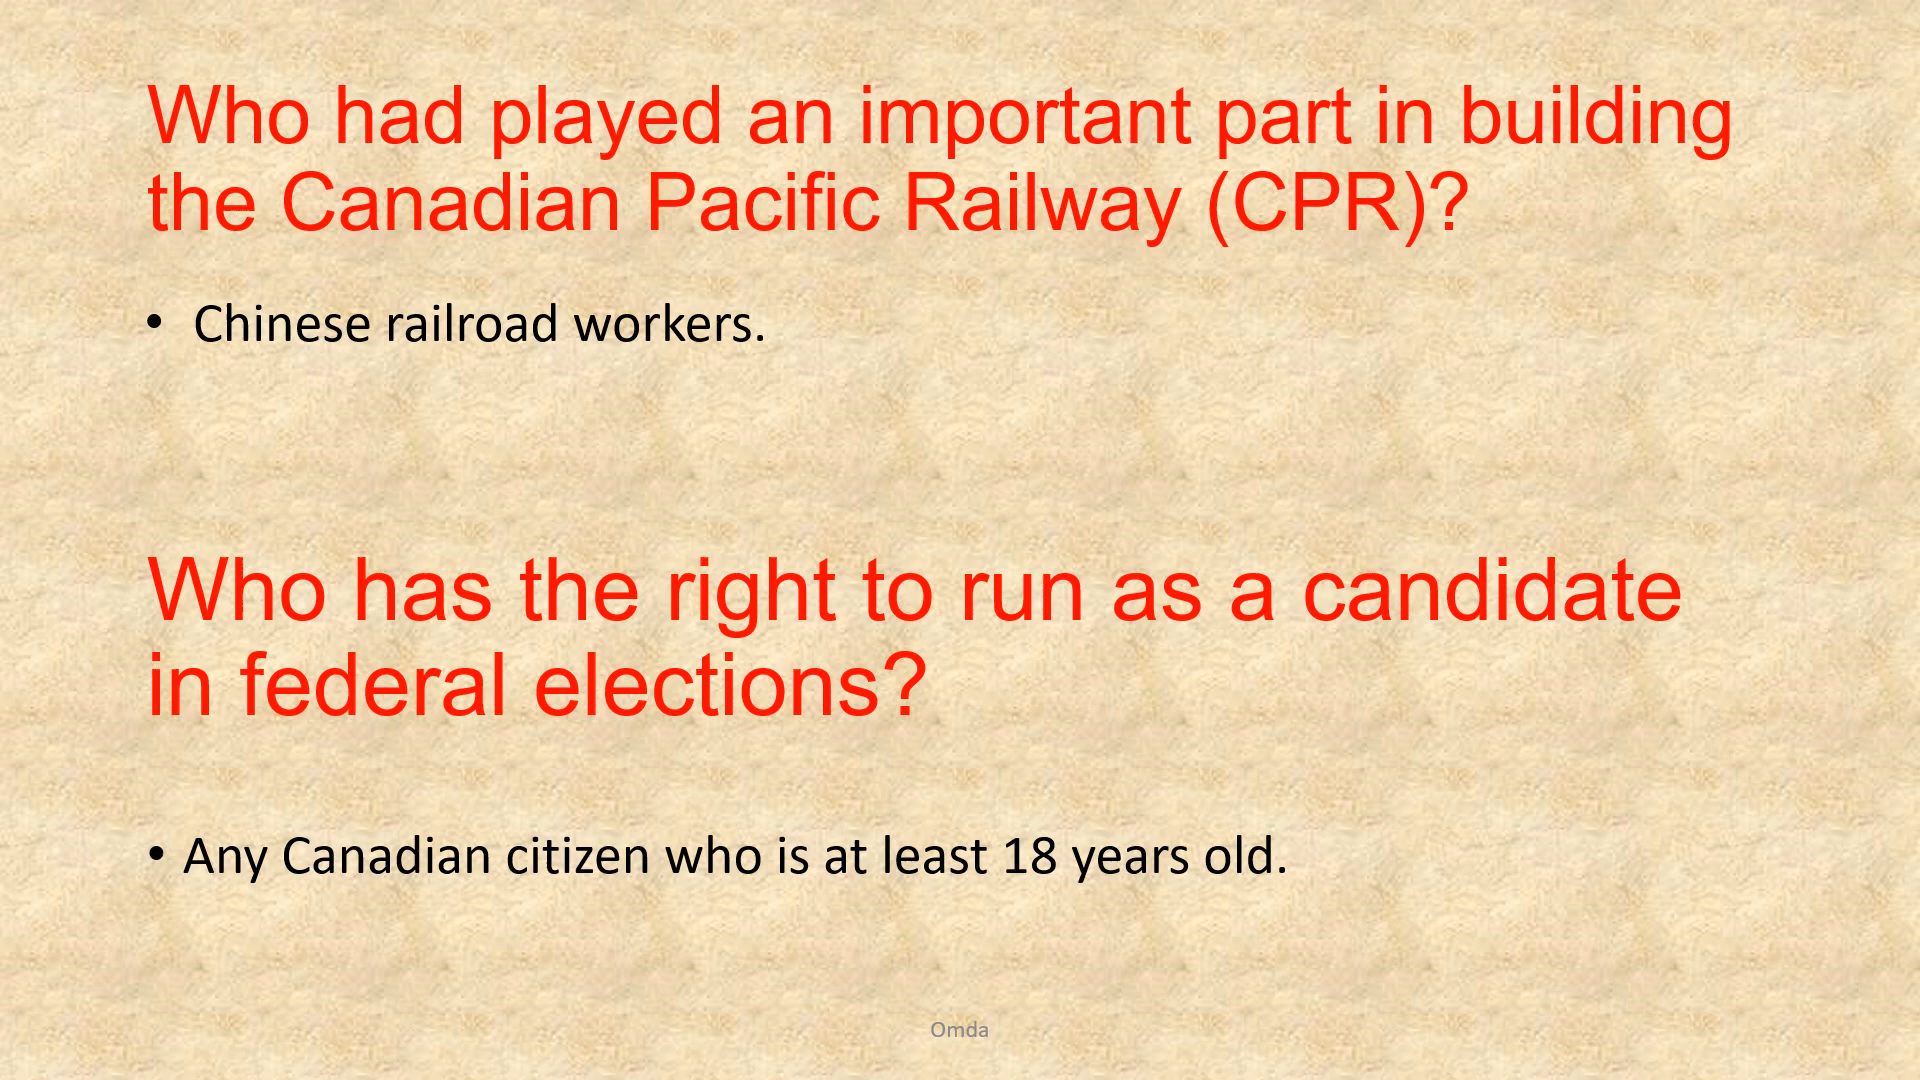 Who had played an important part in building
the Canadian Pacific Railway (CPR)?
• Chinese railroad workers.
Who has the right to run as a candidate
in federal elections?
• Any Canadian citizen who is at least 18 years old.
Omda